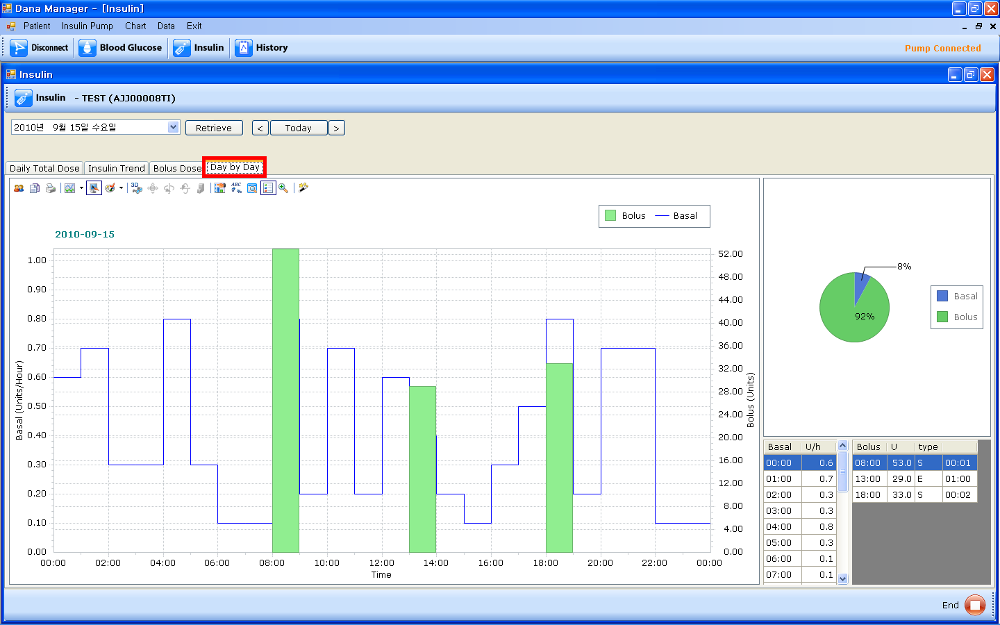 Dana Manager - [Insulin]
Patient Insulin Pump Chart Data Exit
Disconnect Blood Glucose Insulin History Pump Connected
Insulin
Insulin - TEST (AJJ00008TI)
2010년 9월 15일 수요일 Retrieve < Today >
Daily Total Dose Insulin Trend Bolus Dose Day by Day
3D ABC #%
Bolus Basal
2010-09-15
Basal (Units/Hour)
1.00
0.90
0.80
0.70
0.60
0.50
0.40
0.30
0.20
0.10
0.00
52.00
48.00
44.00
40.00
36.00
32.00
28.00
24.00
20.00
16.00
12.00
8.00
4.00
0.00
Bolus (Units)
00:00 02:00 04:00 06:00 08:00 10:00 12:00 14:00 16:00 18:00 20:00 22:00 00:00
Time
8%
92%
Basal
Bolus
Basal U/h
00:00 0.6
01:00 0.7
02:00 0.3
03:00 0.3
04:00 0.8
05:00 0.3
06:00 0.1
07:00 0.1
Bolus U type
08:00 53.0 S 00:01
13:00 29.0 E 01:00
18:00 33.0 S 00:02
End